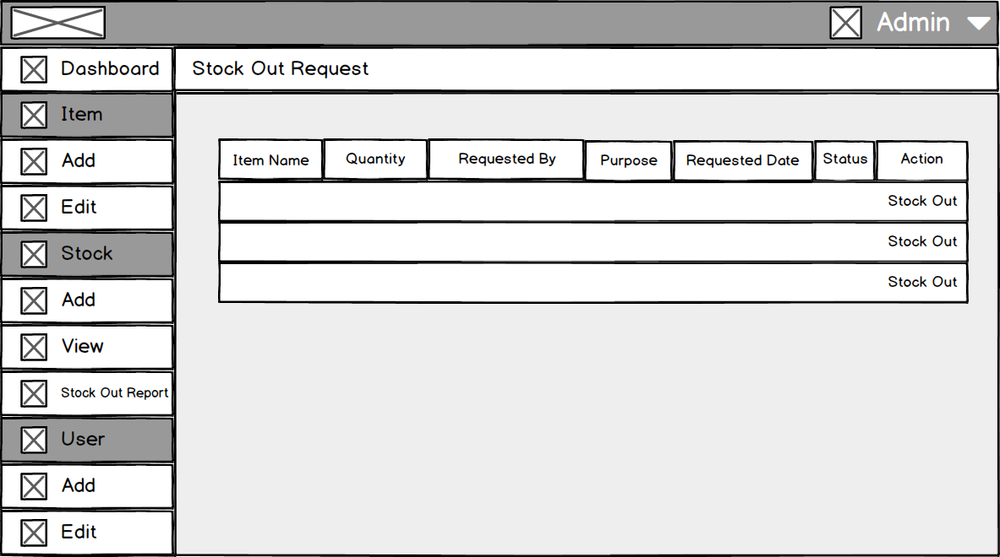 Admin
Dashboard
Stock Out Request
Item
Add
Edit
Stock
Add
View
Stock Out Report
User
Add
Edit
Item Name Quantity Requested By Purpose Requested Date Status Action
Stock Out
Stock Out
Stock Out